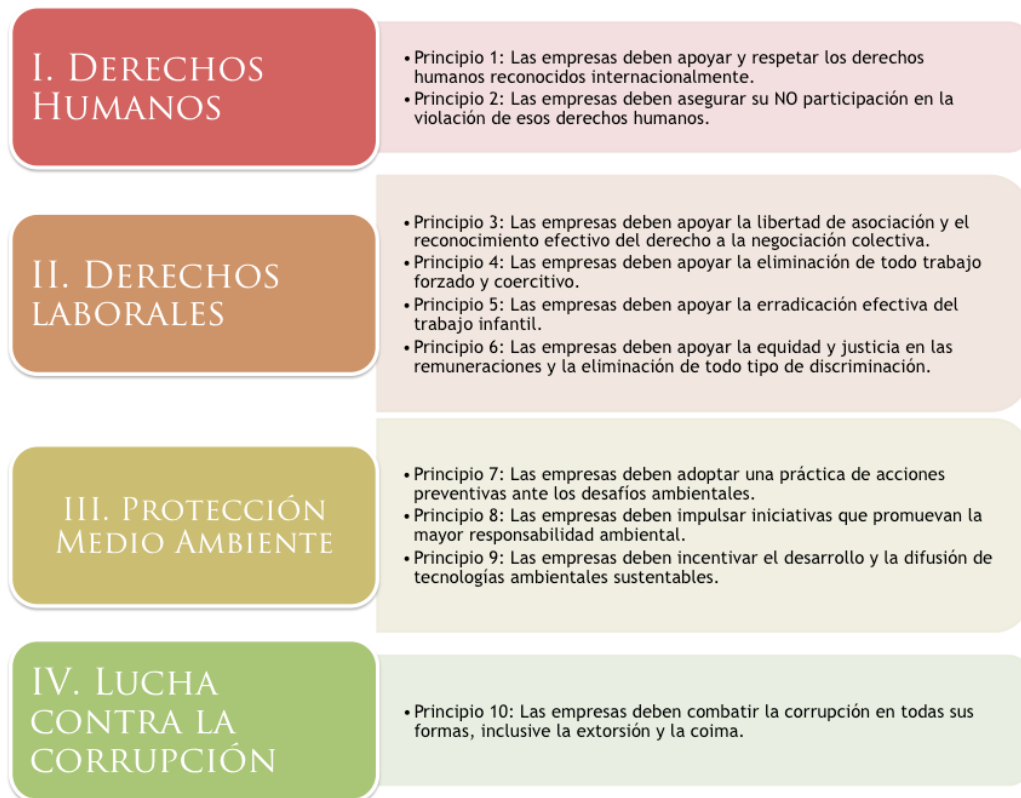 I. Derechos
Humanos
• Principio 1: Las empresas deben apoyar y respetar los derechos
humanos reconocidos internacionalmente.
• Principio 2: Las empresas deben asegurar su NO participación en la
violación de esos derechos humanos.
II. Derechos
laborales
• Principio 3: Las empresas deben apoyar la libertad de asociación y el
reconocimiento efectivo del derecho a la negociación colectiva.
• Principio 4: Las empresas deben apoyar la eliminación de todo trabajo
forzado y coercitivo.
• Principio 5: Las empresas deben apoyar la erradicación efectiva del
trabajo infantil.
• Principio 6: Las empresas deben apoyar la equidad y justicia en las
remuneraciones y la eliminación de todo tipo de discriminación.
III. Protección
Medio Ambiente
• Principio 7: Las empresas deben adoptar una práctica de acciones
preventivas ante los desafíos ambientales.
• Principio 8: Las empresas deben impulsar iniciativas que promuevan la
mayor responsabilidad ambiental.
• Principio 9: Las empresas deben incentivar el desarrollo y la difusión de
tecnologías ambientales sustentables.
IV. Lucha
contra la
corrupción
• Principio 10: Las empresas deben combatir la corrupción en todas sus
formas, inclusive la extorsión y la coima.